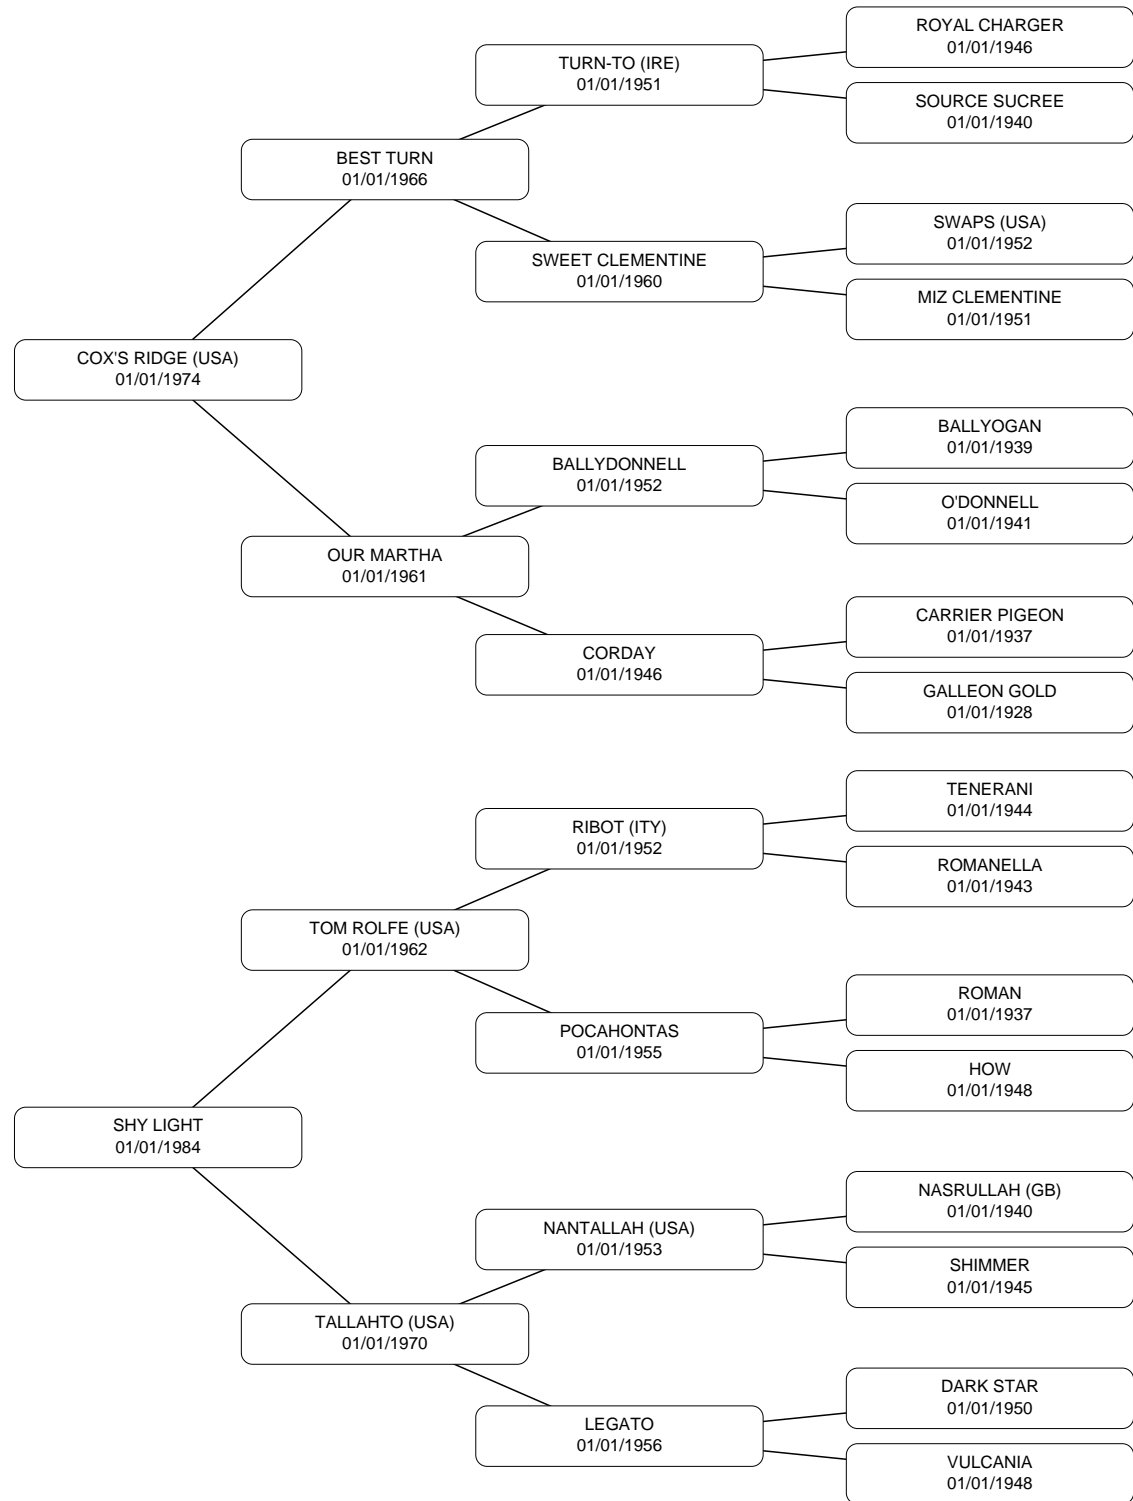 ROYAL CHARGER
01/01/1946
TURN-TO (IRE)
01/01/1951
SOURCE SUCREE
01/01/1940
BEST TURN
01/01/1966
SWAPS (USA)
01/01/1952
SWEET CLEMENTINE
01/01/1960
MIZ CLEMENTINE
01/01/1951
COX'S RIDGE (USA)
01/01/1974
BALLYOGAN
01/01/1939
BALLYDONNELL
01/01/1952
O'DONNELL
01/01/1941
OUR MARTHA
01/01/1961
CARRIER PIGEON
01/01/1937
CORDAY
01/01/1946
GALLEON GOLD
01/01/1928
TENERANI
01/01/1944
RIBOT (ITY)
01/01/1952
ROMANELLA
01/01/1943
TOM ROLFE (USA)
01/01/1962
ROMAN
01/01/1937
POCAHONTAS
01/01/1955
HOW
01/01/1948
SHY LIGHT
01/01/1984
NASRULLAH (GB)
01/01/1940
NANTALLAH (USA)
01/01/1953
SHIMMER
01/01/1945
TALLAHTO (USA)
01/01/1970
DARK STAR
01/01/1950
LEGATO
01/01/1956
VULCANIA
01/01/1948